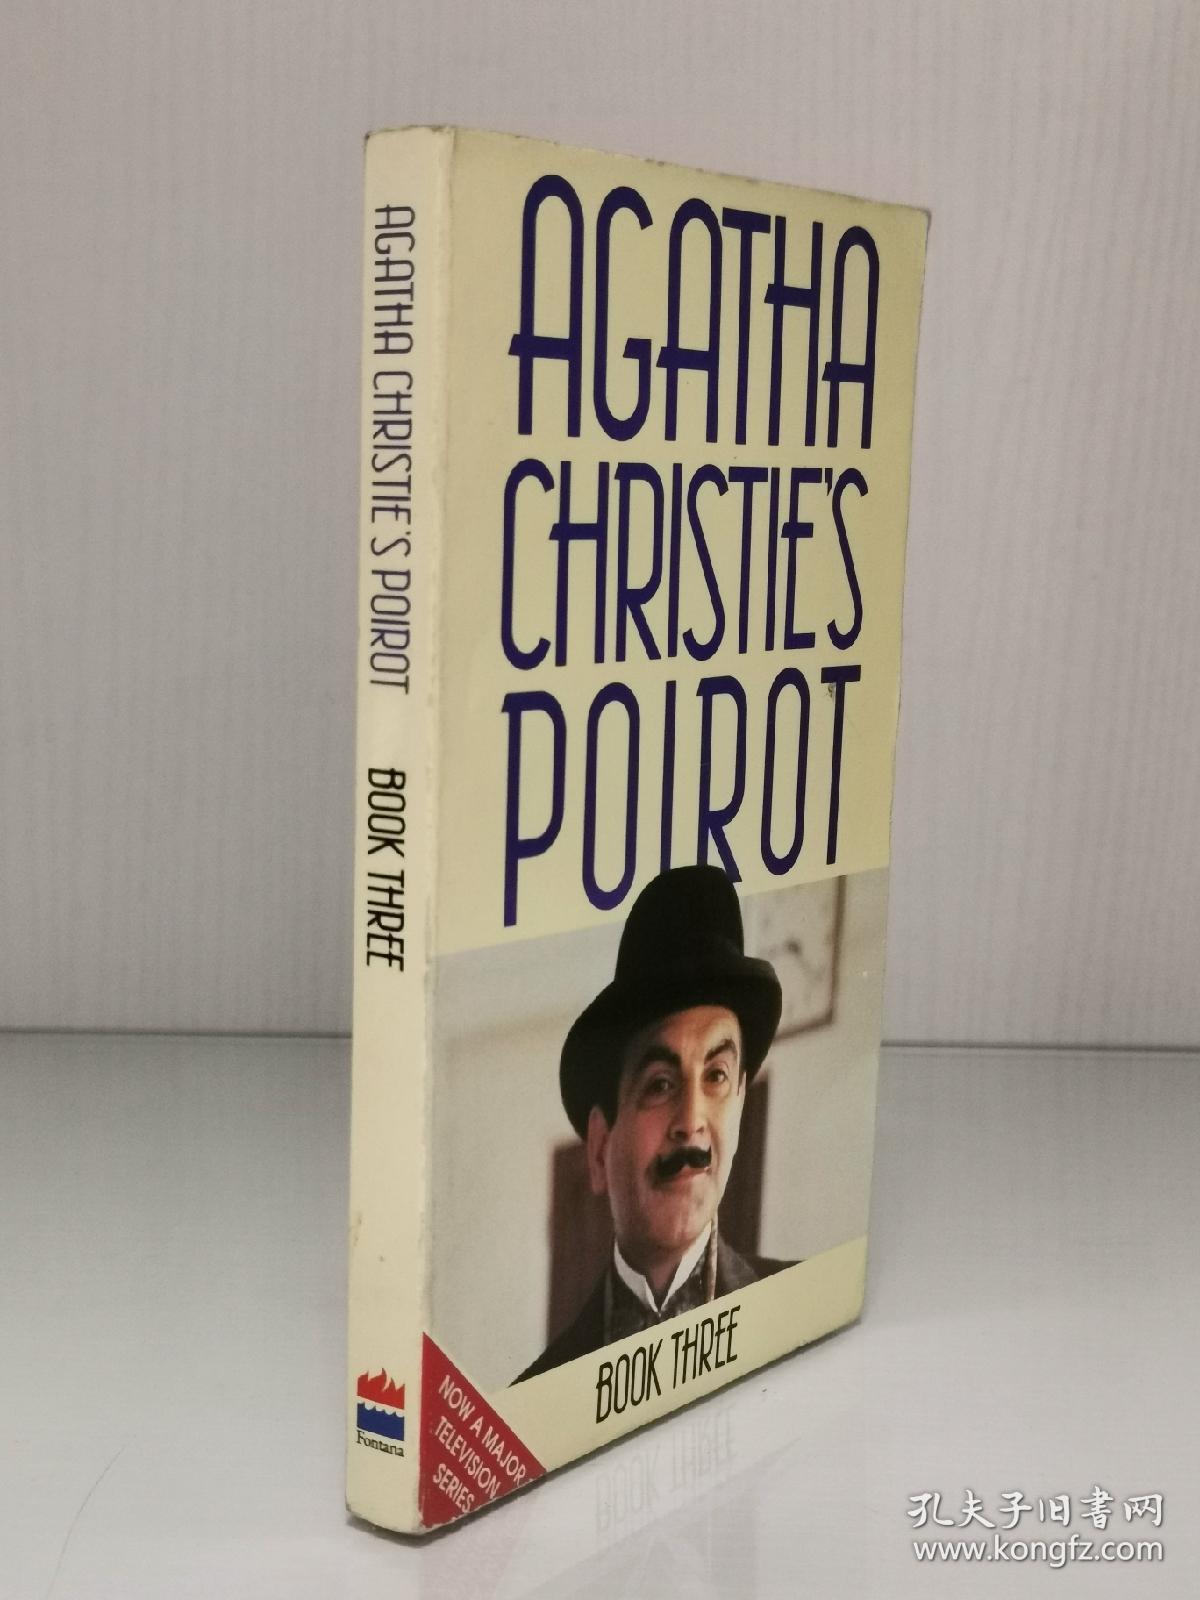 AGATHA CHRISTIE'S POIROT BOOK THREE
Fontana
AGATHA
CHRISTIE'S
POIROT
BOOK THREE
NOW A MAJOR
TELEVISION
SERIES
孔夫子旧书网
www.kongfz.com